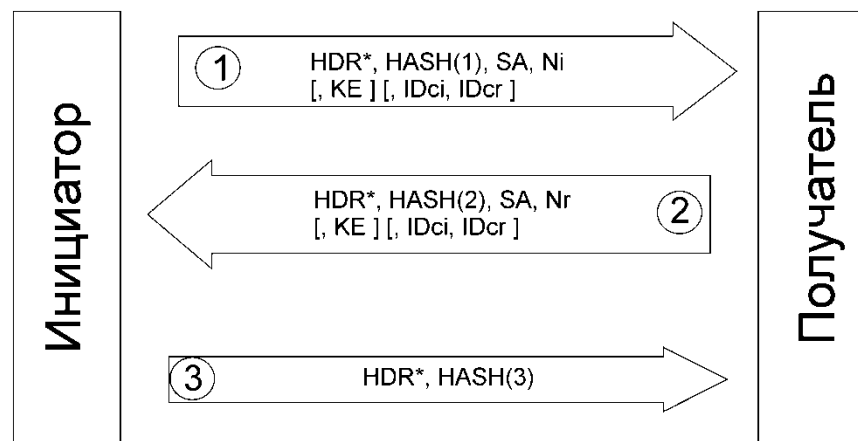 Инициатор
1
HDR*, HASH(1), SA, Ni
[, KE ] [, IDci, IDcr ]
HDR*, HASH(2), SA, Nr
[, KE ] [, IDci, IDcr ]
2
3
HDR*, HASH(3)
Получатель